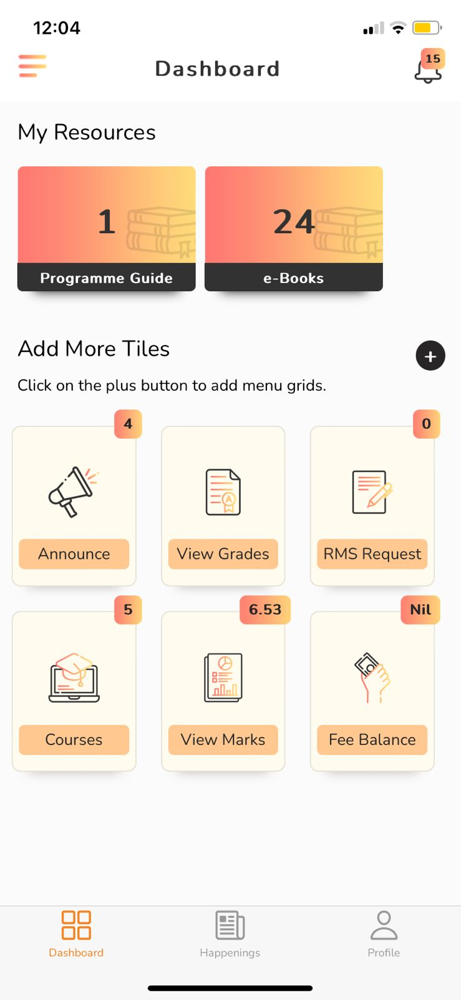 12:04
Dashboard
15
My Resources
1
24
Programme Guide
e-Books
Add More Tiles
+
Click on the plus button to add menu grids.
4
0
A
Announce
View Grades
RMS Request
5
6.53
Nil
Courses
View Marks
Fee Balance
Dashboard
Happenings
Profile